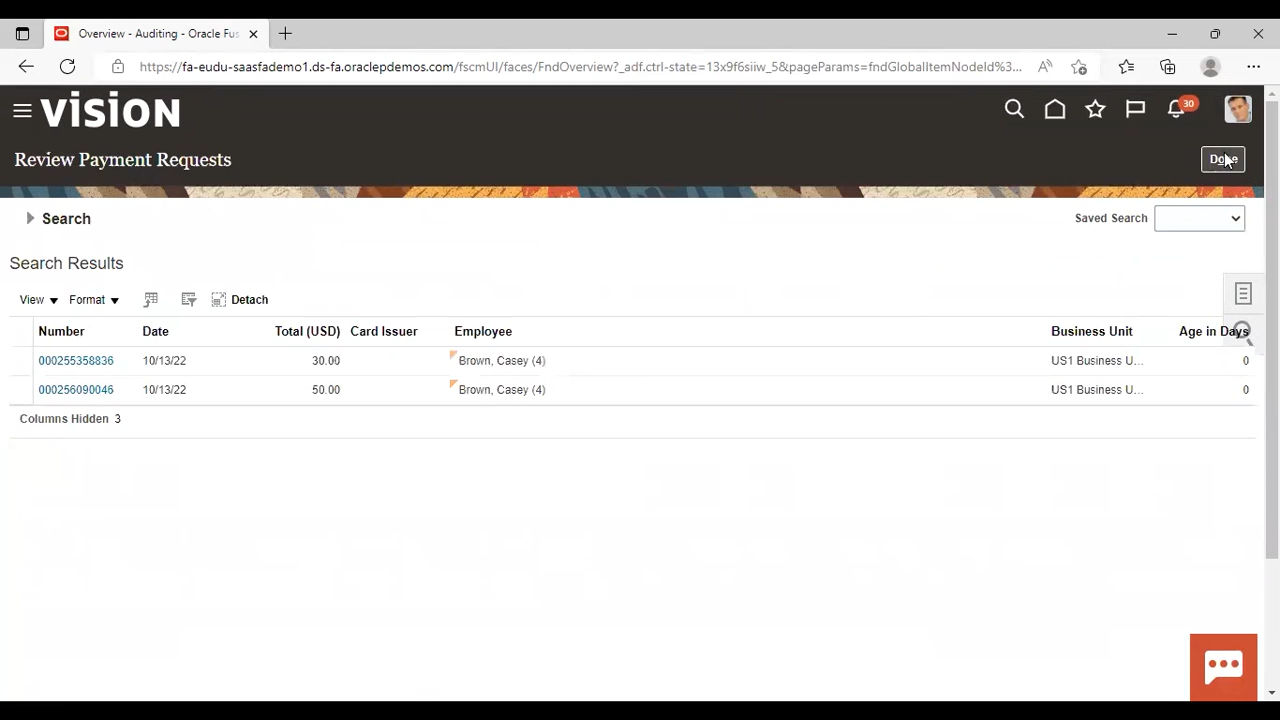 Overview - Auditing - Oracle Fus
https://fa-eudu-saasfademo1.ds-fa.oraclepdemos.com/fscmUI/faces/FndOverview?_adf.ctrl-state=13x9f6siiw_5&pageParams=fndGlobalItemNodeId%3...
VISION
30
Review Payment Requests
Done
Search
Saved Search
Search Results
View Format Detach
Number Date Total (USD) Card Issuer Employee Business Unit Age in Days
000255358836 10/13/22 30.00 Brown, Casey (4) US1 Business U... 0
000256090046 10/13/22 50.00 Brown, Casey (4) US1 Business U... 0
Columns Hidden 3